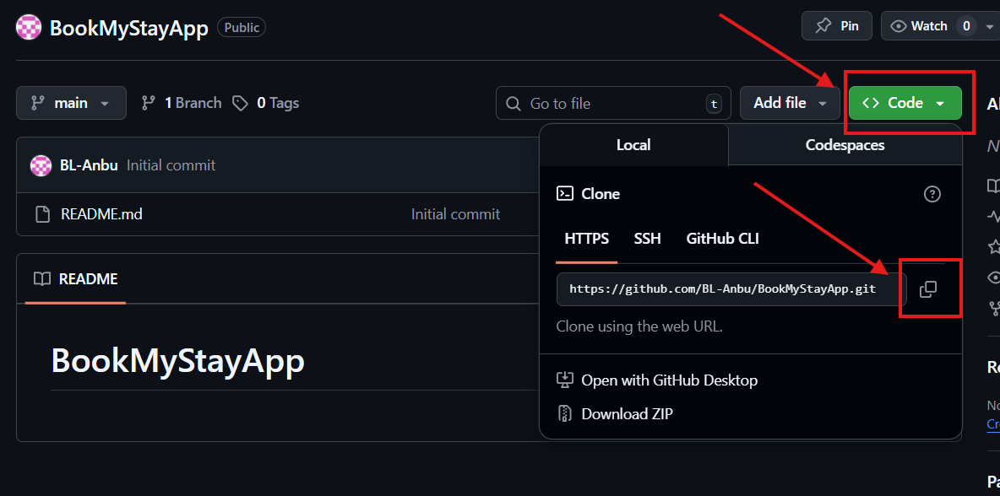 BookMyStayApp Public Pin Watch 0
main 1 Branch 0 Tags Go to file t Add file Code
Local Codespaces
BL-Anbu Initial commit
Clone
README.md Initial commit
HTTPS SSH GitHub CLI
README
https://github.com/BL-Anbu/BookMyStayApp.git
Clone using the web URL.
BookMyStayApp
Open with GitHub Desktop
Download ZIP